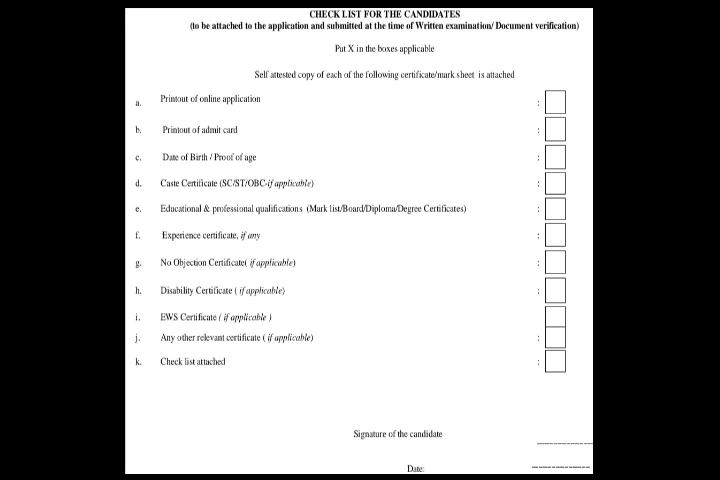 CHECK LIST FOR THE CANDIDATES
(to be attached to the application and submitted at the time of Written examination/ Document verification)
Put X in the boxes applicable
Self attested copy of each of the following certificate/mark sheet is attached
a. Printout of online application :
b. Printout of admit card :
c. Date of Birth / Proof of age :
d. Caste Certificate (SC/ST/OBC-if applicable) :
e. Educational & professional qualifications (Mark list/Board/Diploma/Degree Certificates) :
f. Experience certificate, if any :
g. No Objection Certificate( if applicable) :
h. Disability Certificate ( if applicable) :
i. EWS Certificate ( if applicable )
j. Any other relevant certificate ( if applicable) :
k. Check list attached :
Signature of the candidate ______________
Date: ______________